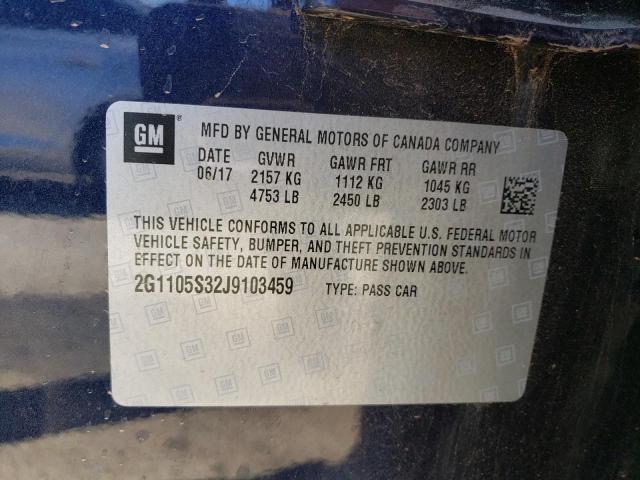 GM ®
MFD BY GENERAL MOTORS OF CANADA COMPANY
DATE GVWR GAWR FRT GAWR RR
06/17 2157 KG 1112 KG 1045 KG
4753 LB 2450 LB 2303 LB
THIS VEHICLE CONFORMS TO ALL APPLICABLE U.S. FEDERAL MOTOR
VEHICLE SAFETY, BUMPER, AND THEFT PREVENTION STANDARDS IN
EFFECT ON THE DATE OF MANUFACTURE SHOWN ABOVE.
2G1105S32J9103459 TYPE: PASS CAR